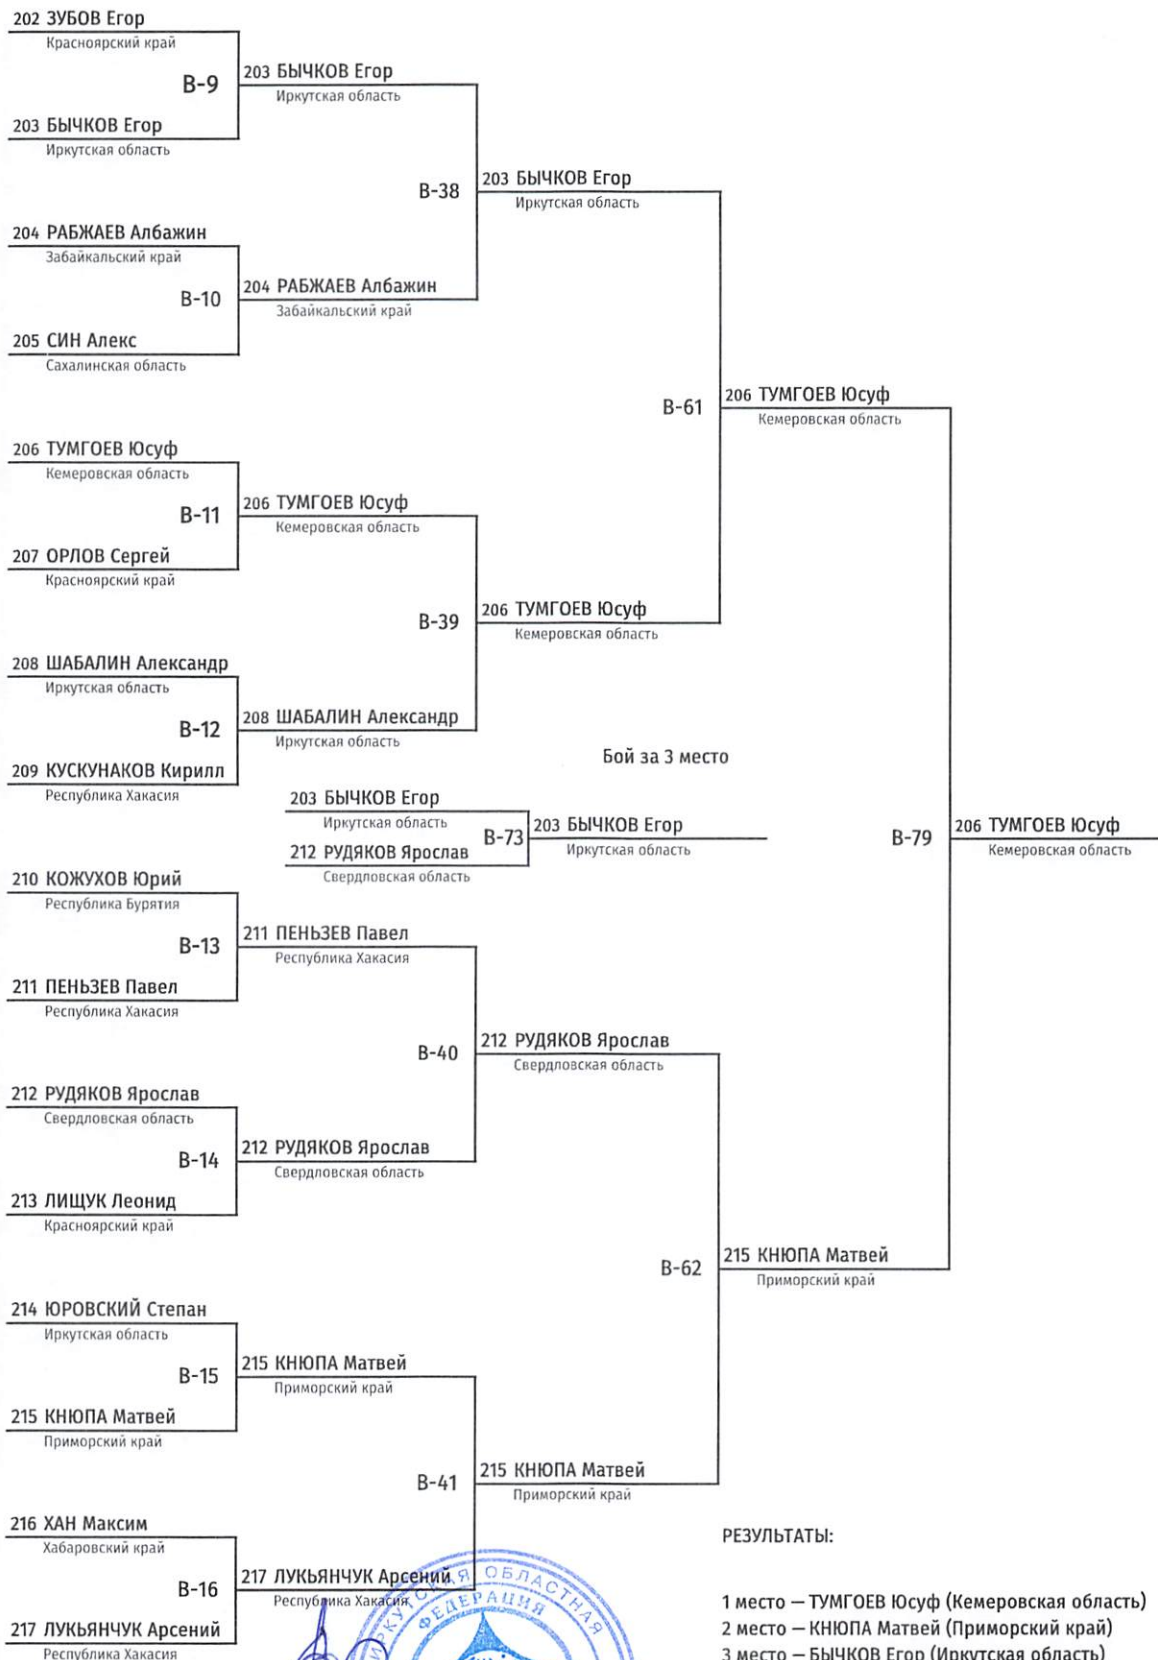 202 ЗУБОВ Егор
Красноярский край
В-9
203 БЫЧКОВ Егор
Иркутская область
203 БЫЧКОВ Егор
Иркутская область
В-38
203 БЫЧКОВ Егор
Иркутская область
204 РАБЖАЕВ Албажин
Забайкальский край
В-10
204 РАБЖАЕВ Албажин
Забайкальский край
205 СИН Алекс
Сахалинская область
В-61
206 ТУМГОЕВ Юсуф
Кемеровская область
206 ТУМГОЕВ Юсуф
Кемеровская область
В-11
206 ТУМГОЕВ Юсуф
Кемеровская область
207 ОРЛОВ Сергей
Красноярский край
В-39
206 ТУМГОЕВ Юсуф
Кемеровская область
208 ШАБАЛИН Александр
Иркутская область
В-12
208 ШАБАЛИН Александр
Иркутская область
209 КУСКУНАКОВ Кирилл
Республика Хакасия
Бой за 3 место
203 БЫЧКОВ Егор
Иркутская область
В-73
203 БЫЧКОВ Егор
Иркутская область
212 РУДЯКОВ Ярослав
Свердловская область
В-79
206 ТУМГОЕВ Юсуф
Кемеровская область
210 КОЖУХОВ Юрий
Республика Бурятия
В-13
211 ПЕНЬЗЕВ Павел
Республика Хакасия
211 ПЕНЬЗЕВ Павел
Республика Хакасия
В-40
212 РУДЯКОВ Ярослав
Свердловская область
212 РУДЯКОВ Ярослав
Свердловская область
В-14
212 РУДЯКОВ Ярослав
Свердловская область
213 ЛИЩУК Леонид
Красноярский край
В-62
215 КНЮПА Матвей
Приморский край
214 ЮРОВСКИЙ Степан
Иркутская область
В-15
215 КНЮПА Матвей
Приморский край
215 КНЮПА Матвей
Приморский край
В-41
215 КНЮПА Матвей
Приморский край
216 ХАН Максим
Хабаровский край
В-16
217 ЛУКЬЯНЧУК Арсений
Республика Хакасия
217 ЛУКЬЯНЧУК Арсений
Республика Хакасия
ОБЛАСТНАЯ
ФЕДЕРАЦИЯ
РЕЗУЛЬТАТЫ:
1 место — ТУМГОЕВ Юсуф (Кемеровская область)
2 место — КНЮПА Матвей (Приморский край)
3 место — БЫЧКОВ Егор (Иркутская область)